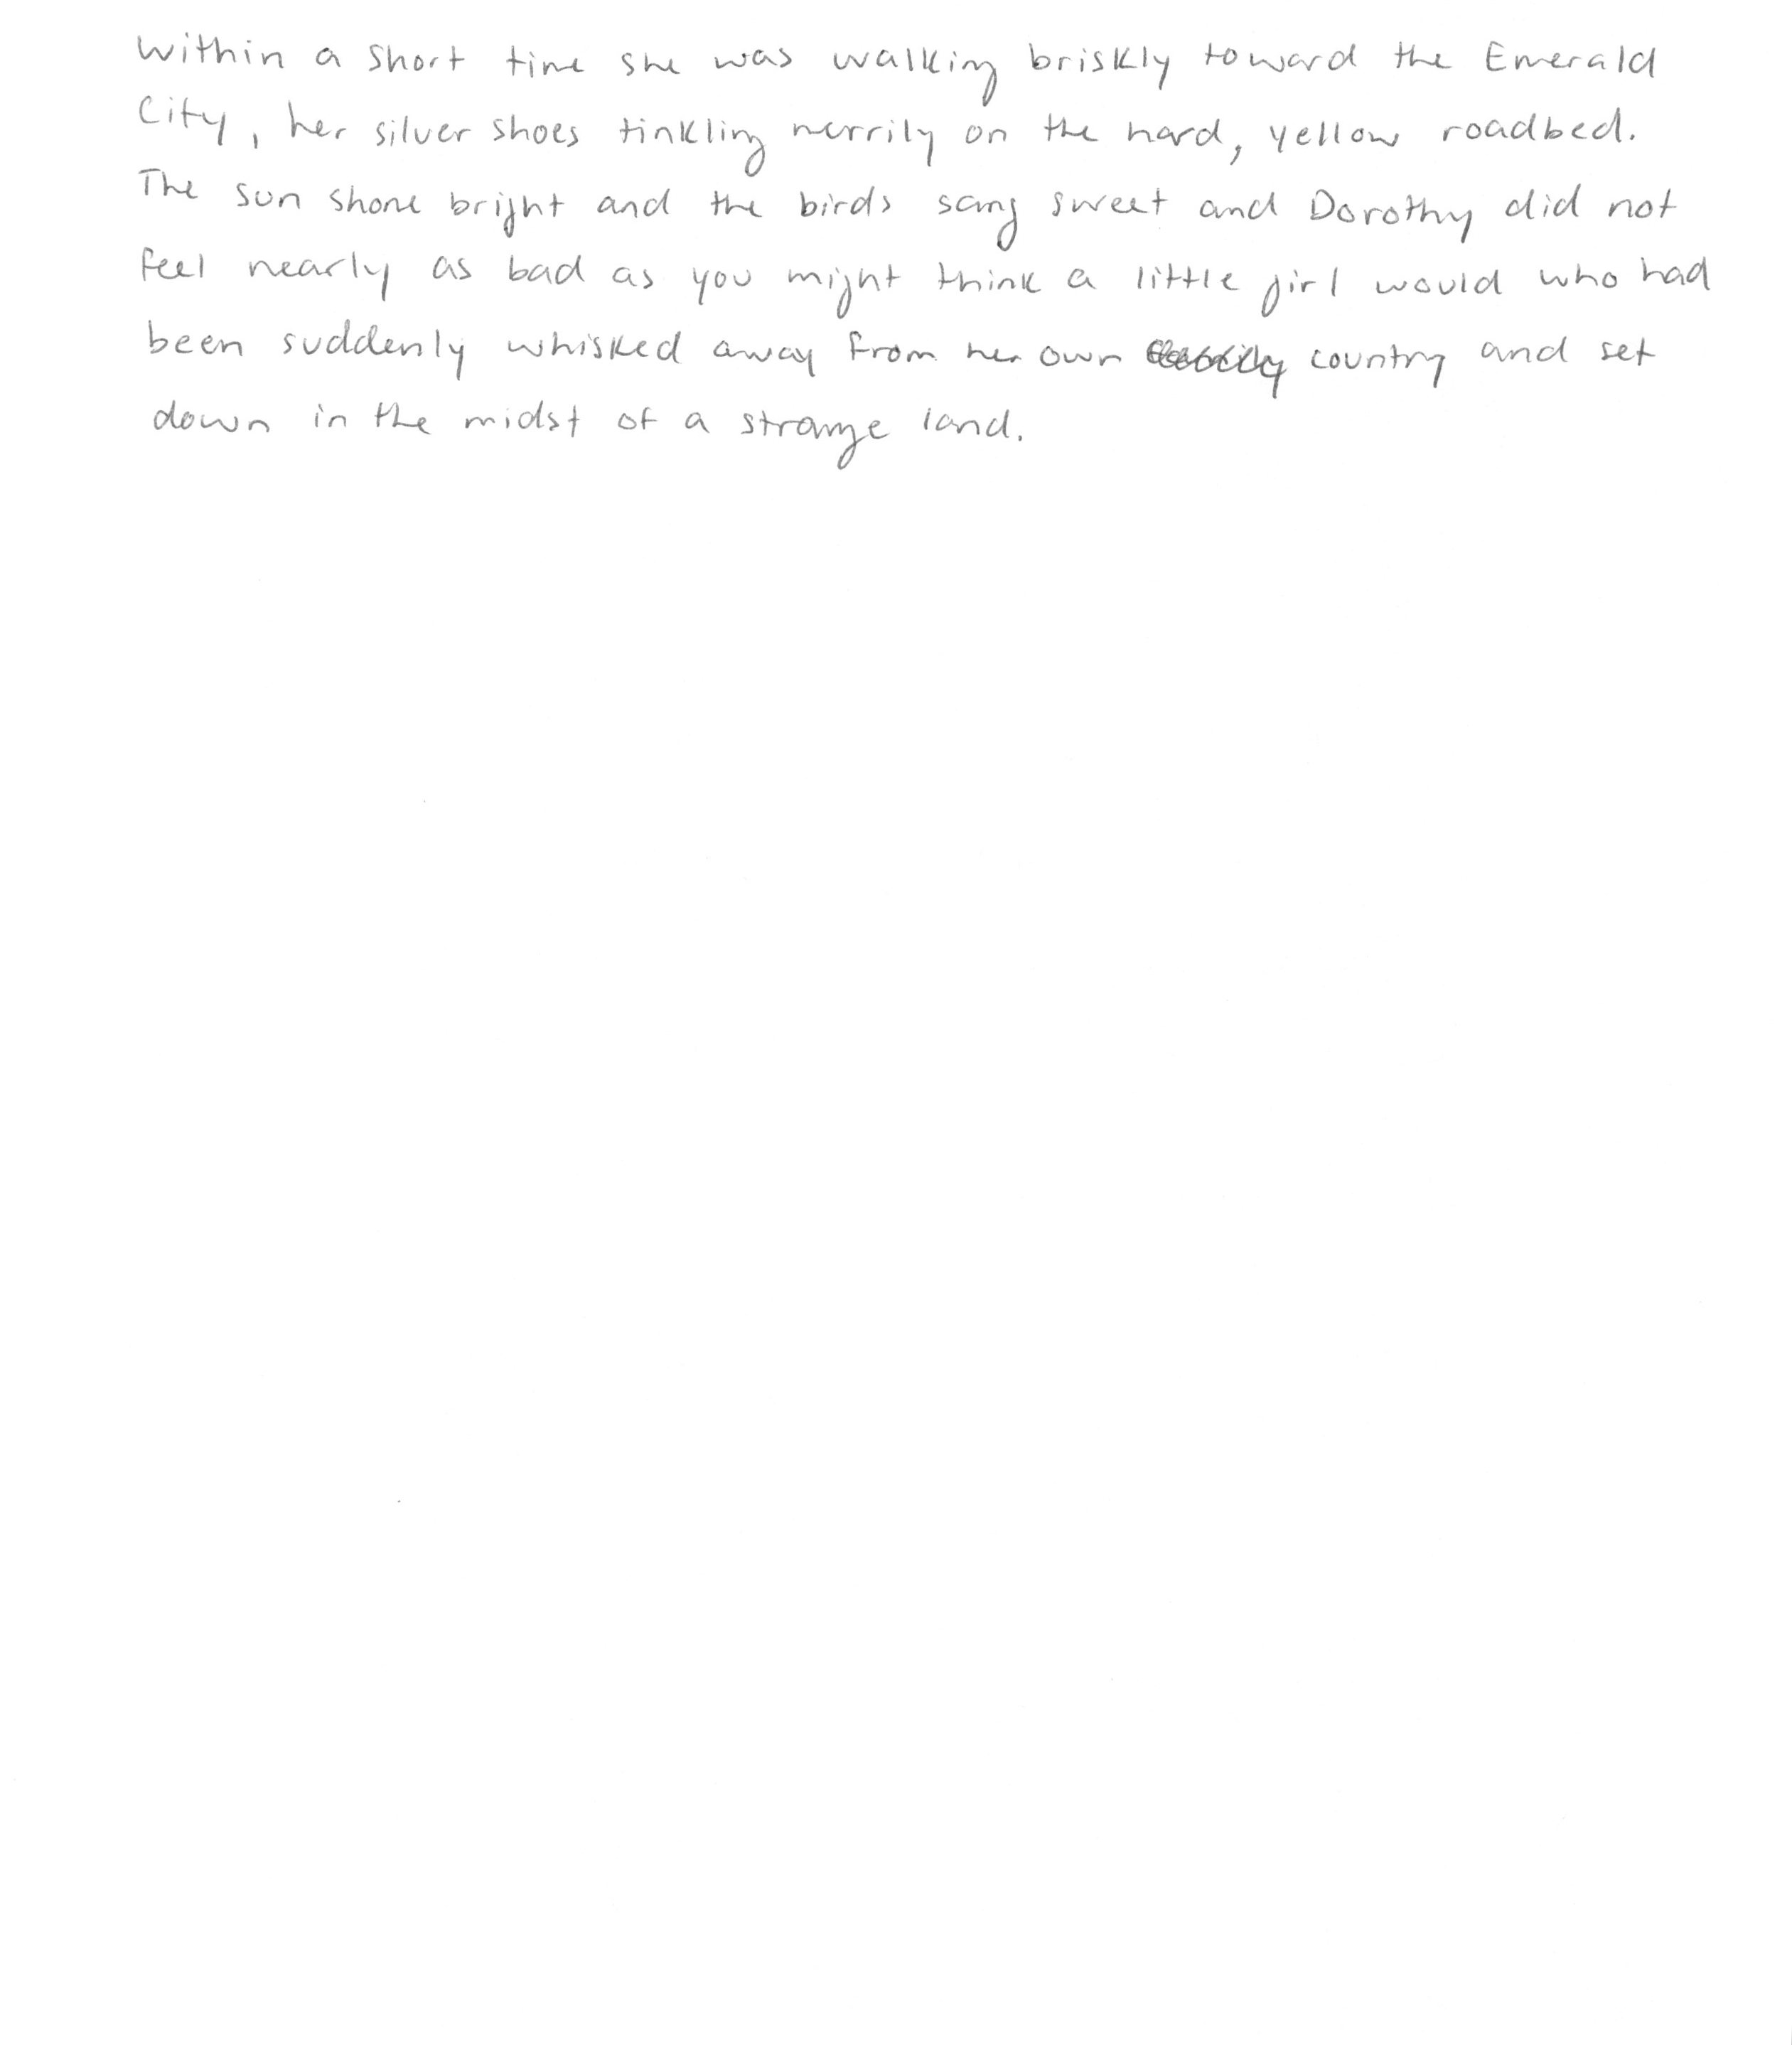 Within a short time she was walking briskly toward the Emerald
City, her silver shoes tinkling merrily on the hard, yellow roadbed.
The sun shone bright and the birds sang sweet and Dorothy did not
feel nearly as bad as you might think a little girl would who had
been suddenly whisked away from her own country and set
down in the midst of a strange land.